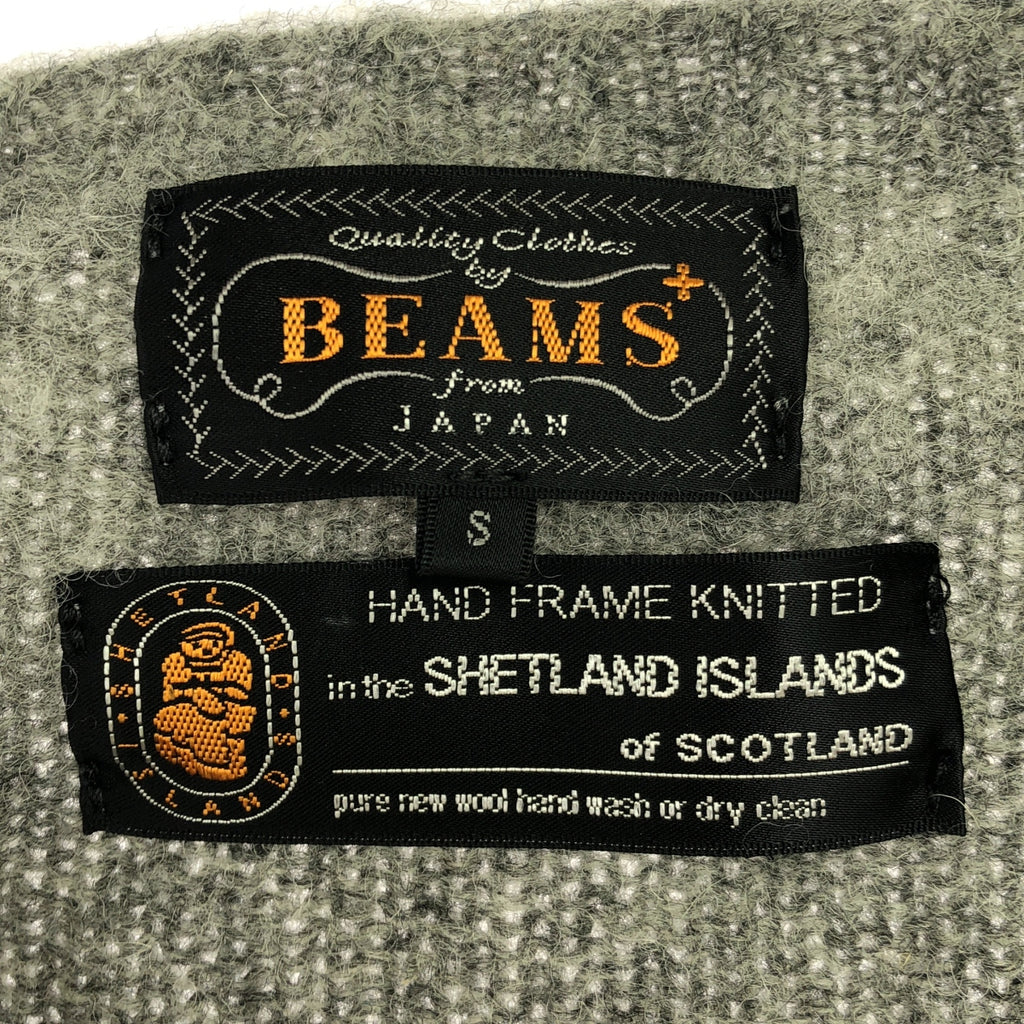 Quality Clothes
by
BEAMS+
from
JAPAN
S
SHETLAND • ISLANDS •
HAND FRAME KNITTED
in the SHETLAND ISLANDS
of SCOTLAND
pure new wool hand wash or dry clean